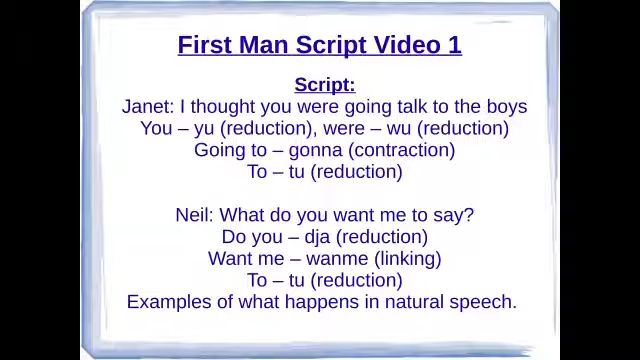 First Man Script Video 1
Script:
Janet: I thought you were going talk to the boys
You – yu (reduction), were – wu (reduction)
Going to – gonna (contraction)
To – tu (reduction)
Neil: What do you want me to say?
Do you – dja (reduction)
Want me – wanme (linking)
To – tu (reduction)
Examples of what happens in natural speech.